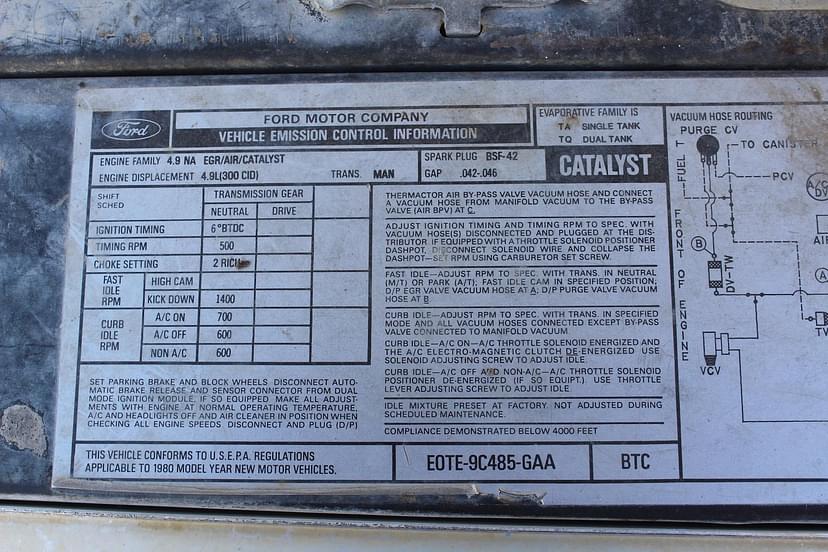 Ford
FORD MOTOR COMPANY
VEHICLE EMISSION CONTROL INFORMATION
EVAPORATIVE FAMILY IS
TA SINGLE TANK
TQ DUAL TANK
ENGINE FAMILY 4.9 NA EGR/AIR/CATALYST
ENGINE DISPLACEMENT 4.9L(300 CID) TRANS. MAN
SPARK PLUG BSF-42
GAP .042-.046
CATALYST
SHIFT
SCHED
TRANSMISSION GEAR
NEUTRAL DRIVE
IGNITION TIMING 6°BTDC
TIMING RPM 500
CHOKE SETTING 2 RICH
FAST
IDLE
RPM
HIGH CAM
KICK DOWN 1400
CURB
IDLE
RPM
A/C ON 700
A/C OFF 600
NON A/C 600
THERMACTOR AIR BY-PASS VALVE VACUUM HOSE AND CONNECT
A VACUUM HOSE FROM MANIFOLD VACUUM TO THE BY-PASS
VALVE (AIR BPV) AT C.
ADJUST IGNITION TIMING AND TIMING RPM TO SPEC. WITH
VACUUM HOSE(S) DISCONNECTED AND PLUGGED AT THE DIS-
TRIBUTOR IF EQUIPPED WITH A THROTTLE SOLENOID POSITIONER
DASHPOT, DISCONNECT SOLENOID WIRE AND COLLAPSE THE
DASHPOT—SET RPM USING CARBURETOR SET SCREW.
FAST IDLE—ADJUST RPM TO SPEC. WITH TRANS. IN NEUTRAL
(M/T) OR PARK (A/T); FAST IDLE CAM IN SPECIFIED POSITION;
D/P EGR VALVE VACUUM HOSE AT A; D/P PURGE VALVE VACUUM
HOSE AT B
CURB IDLE—ADJUST RPM TO SPEC. WITH TRANS. IN SPECIFIED
MODE AND ALL VACUUM HOSES CONNECTED EXCEPT BY-PASS
VALVE CONNECTED TO MANIFOLD VACUUM
CURB IDLE—A/C ON—A/C THROTTLE SOLENOID ENERGIZED AND
THE A/C ELECTRO-MAGNETIC CLUTCH DE-ENERGIZED USE
SOLENOID ADJUSTING SCREW TO ADJUST IDLE
CURB IDLE—A/C OFF AND NON-A/C—A/C THROTTLE SOLENOID
POSITIONER DE-ENERGIZED (IF SO EQUIPT.) USE THROTTLE
LEVER ADJUSTING SCREW TO ADJUST IDLE.
IDLE MIXTURE PRESET AT FACTORY. NOT ADJUSTED DURING
SCHEDULED MAINTENANCE.
COMPLIANCE DEMONSTRATED BELOW 4000 FEET
SET PARKING BRAKE AND BLOCK WHEELS. DISCONNECT AUTO-
MATIC BRAKE RELEASE, AND SENSOR CONNECTOR FROM DUAL
MODE IGNITION MODULE, IF SO EQUIPPED. MAKE ALL ADJUST-
MENTS WITH ENGINE AT NORMAL OPERATING TEMPERATURE,
A/C AND HEADLIGHTS OFF AND AIR CLEANER IN POSITION WHEN
CHECKING ALL ENGINE SPEEDS. DISCONNECT AND PLUG (D/P)
THIS VEHICLE CONFORMS TO U.S.E.P.A. REGULATIONS
APPLICABLE TO 1980 MODEL YEAR NEW MOTOR VEHICLES.
E0TE-9C485-GAA
BTC
VACUUM HOSE ROUTING
PURGE CV
FUEL T
TO CANISTER
PCV
A/C
DV
AIR
B
DV-TW
A
FRONT OF ENGINE
VCV
TV